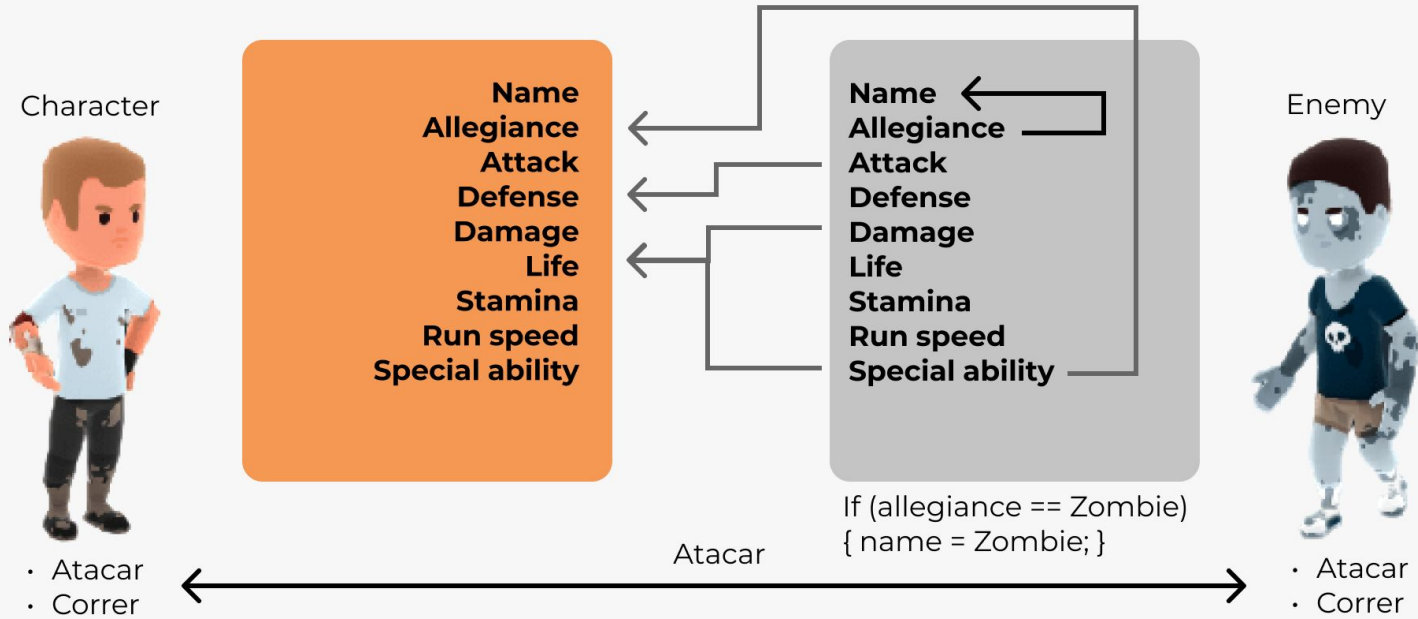 Character
Name
Allegiance
Attack
Defense
Damage
Life
Stamina
Run speed
Special ability
Name
Allegiance
Attack
Defense
Damage
Life
Stamina
Run speed
Special ability
Enemy
If (allegiance == Zombie)
{ name = Zombie; }
Atacar
• Atacar
• Correr
• Atacar
• Correr